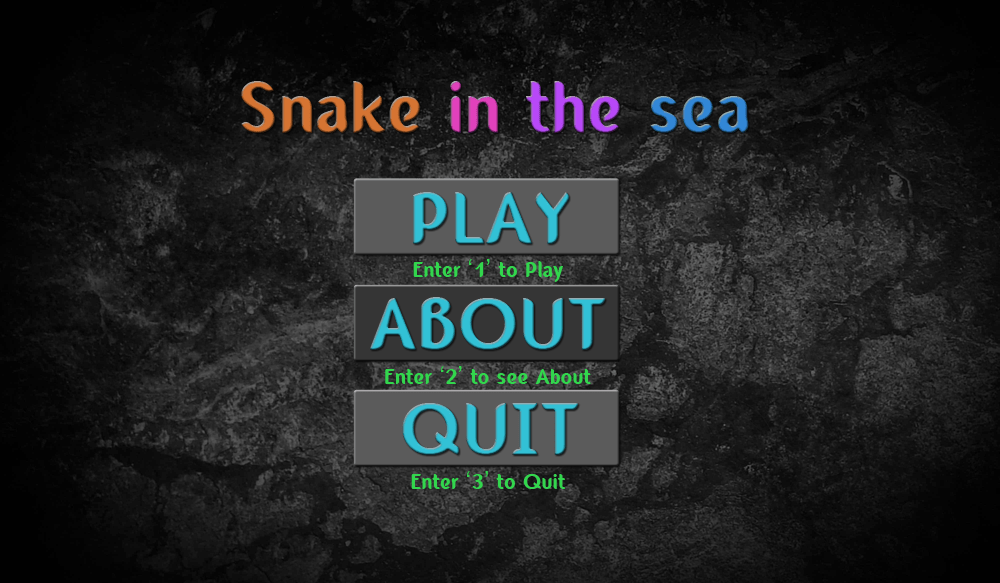 Snake in the sea
PLAY
Enter ‘1’ to Play
ABOUT
Enter ‘2’ to see About
QUIT
Enter ‘3’ to Quit